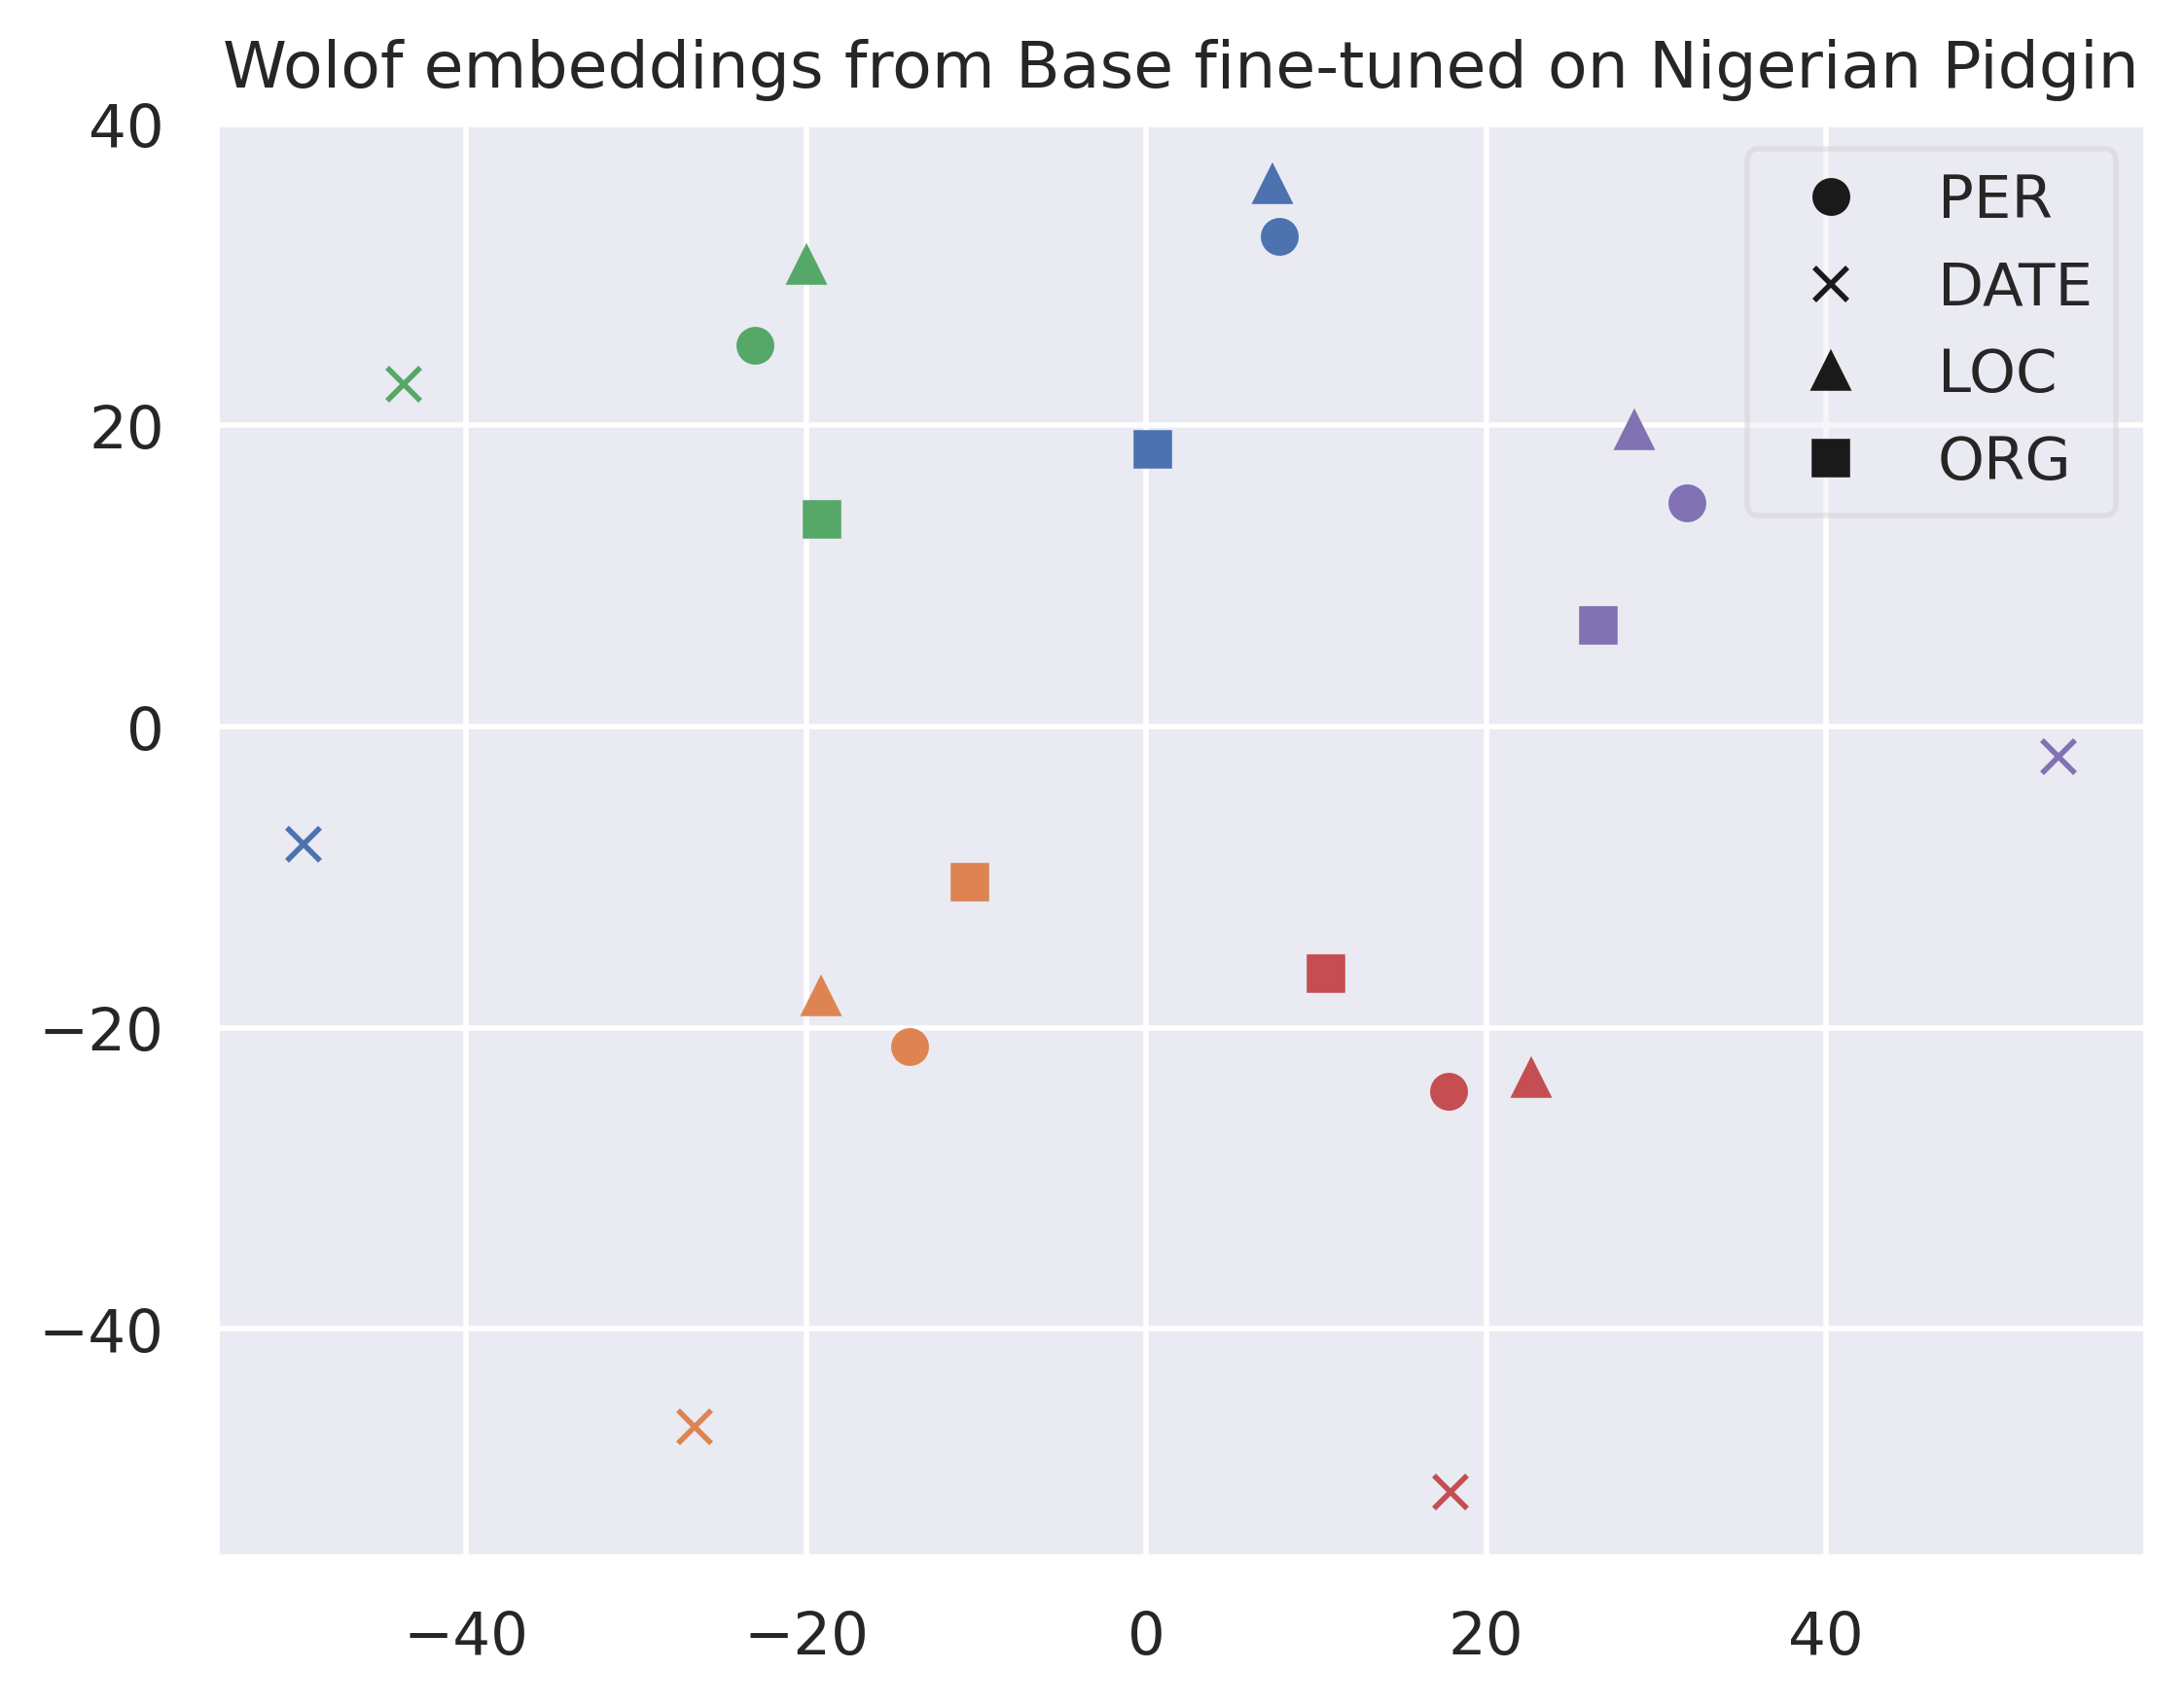 Wolof embeddings from Base fine-tuned on Nigerian Pidgin
40
20
0
−20
−40
PER
DATE
LOC
ORG
−40 −20 0 20 40